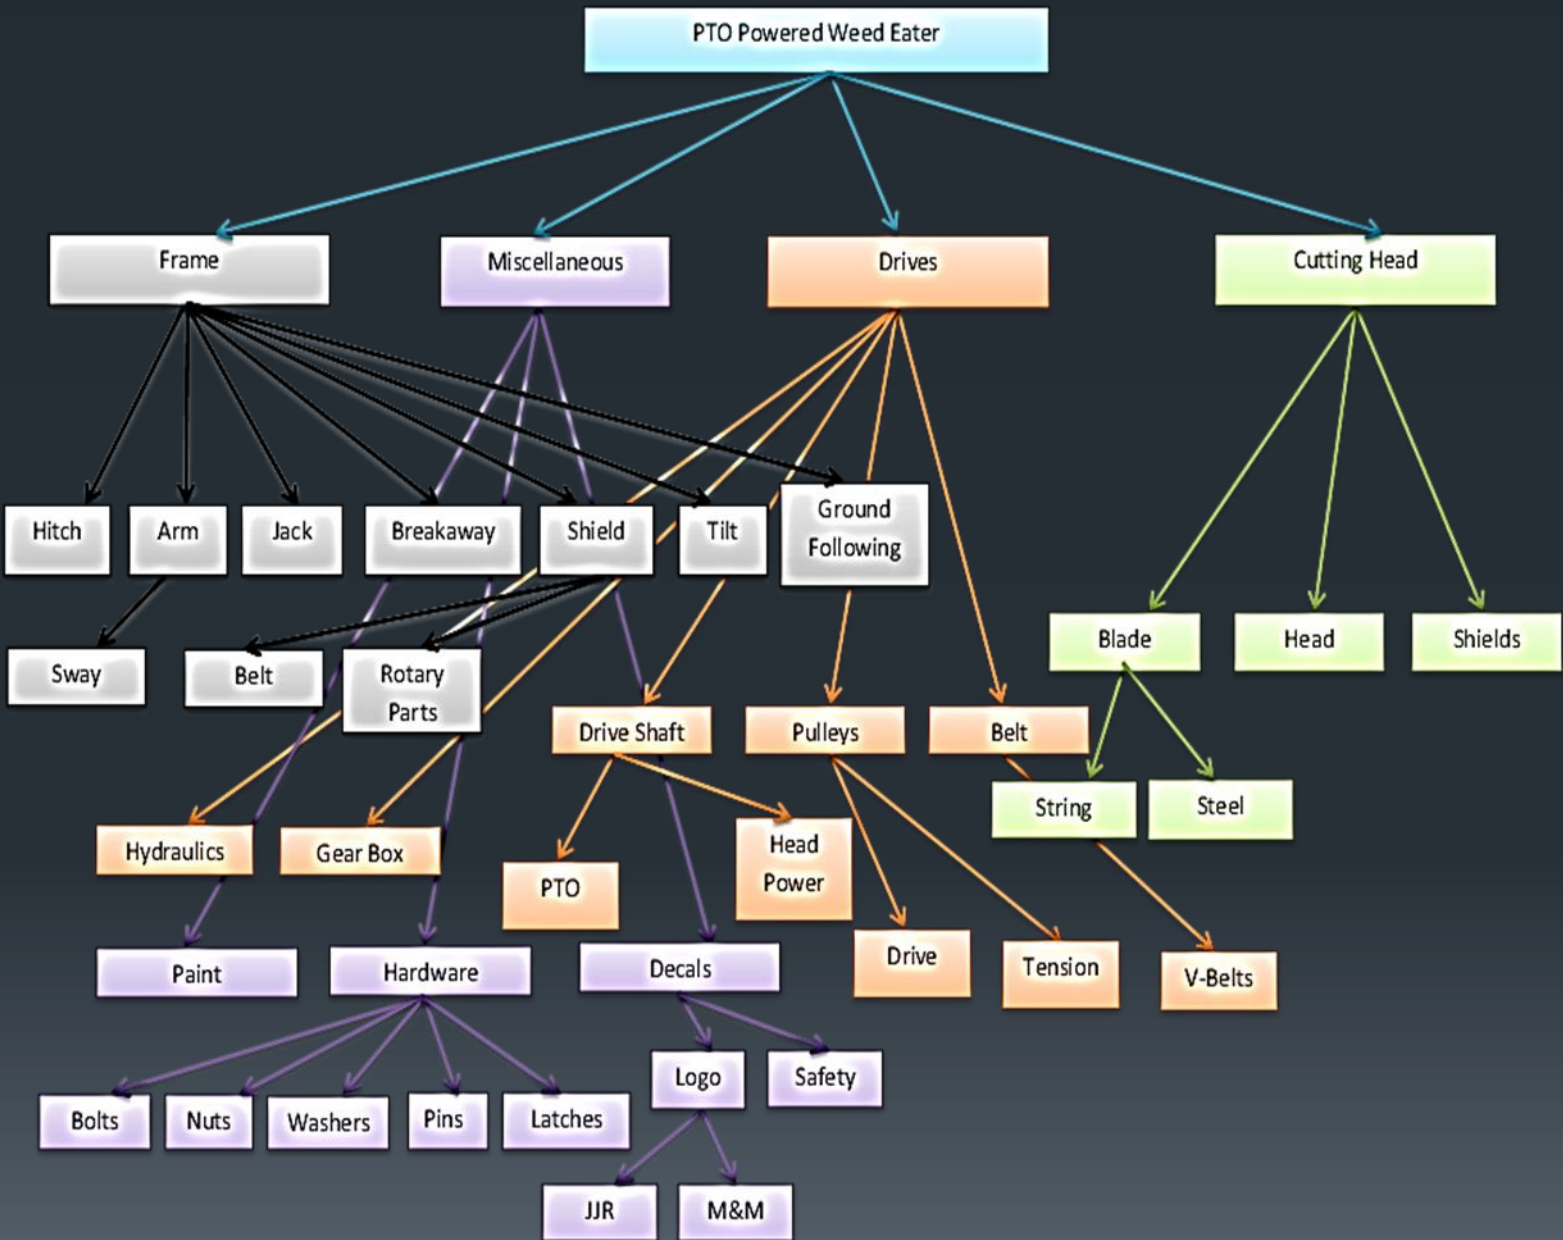 PTO Powered Weed Eater
Frame
Miscellaneous
Drives
Cutting Head
Hitch
Arm
Jack
Breakaway
Shield
Tilt
Ground
Following
Sway
Belt
Rotary
Parts
Blade
Head
Shields
Drive Shaft
Pulleys
Belt
String
Steel
Hydraulics
Gear Box
PTO
Head
Power
Drive
Tension
V-Belts
Paint
Hardware
Decals
Bolts
Nuts
Washers
Pins
Latches
Logo
Safety
JJR
M&M